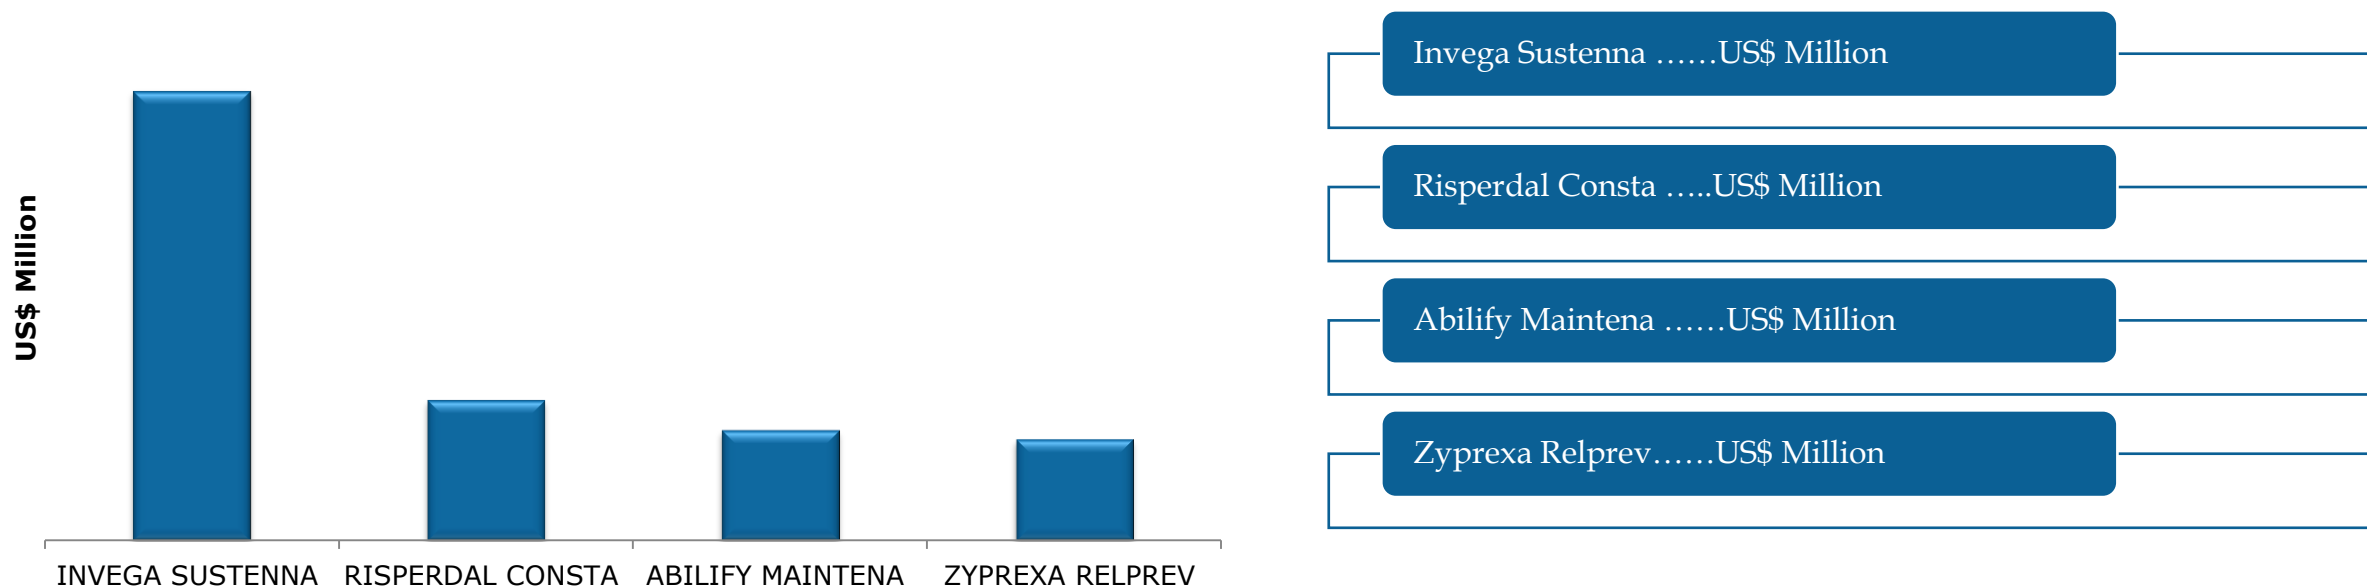 US$ Million
INVEGA SUSTENNA
RISPERDAL CONSTA
ABILIFY MAINTENA
ZYPREXA RELPREV
Invega Sustenna ……US$ Million
Risperdal Consta …..US$ Million
Abilify Maintena ……US$ Million
Zyprexa Relprev……US$ Million